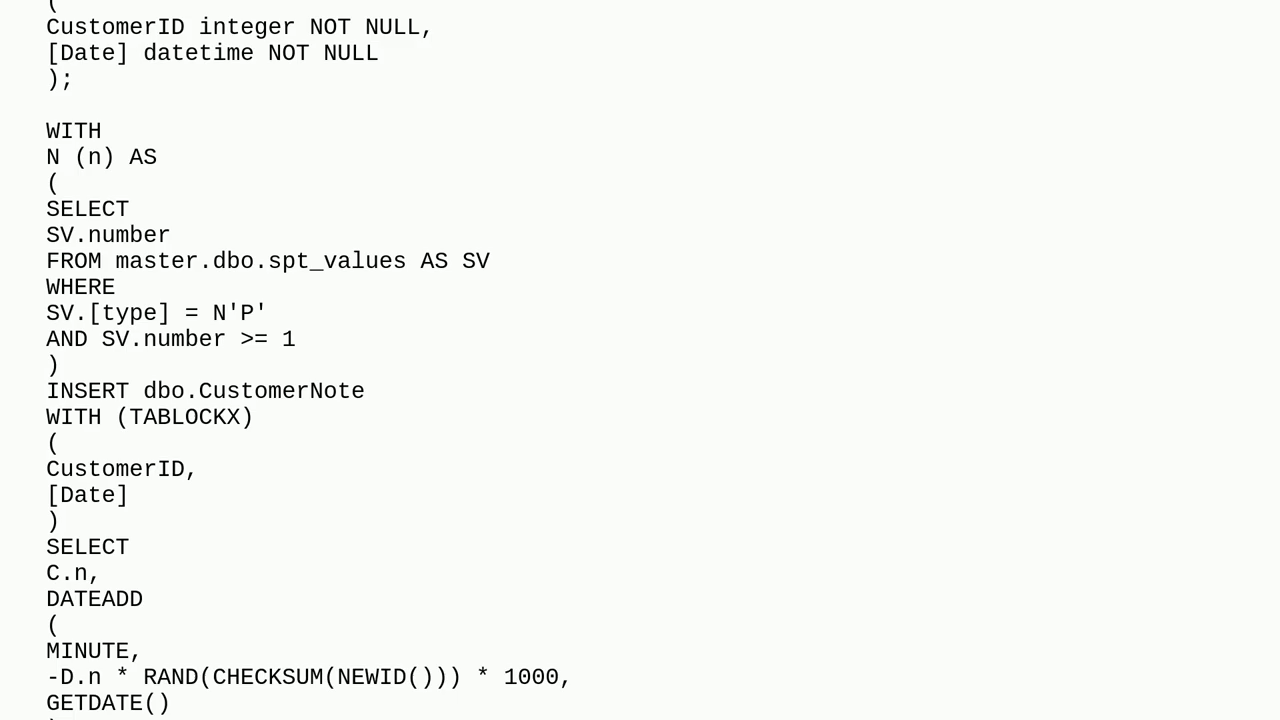 (
CustomerID integer NOT NULL,
[Date] datetime NOT NULL
);
WITH
N (n) AS
(
SELECT
SV.number
FROM master.dbo.spt_values AS SV
WHERE
SV.[type] = N'P'
AND SV.number >= 1
)
INSERT dbo.CustomerNote
WITH (TABLOCKX)
(
CustomerID,
[Date]
)
SELECT
C.n,
DATEADD
(
MINUTE,
-D.n * RAND(CHECKSUM(NEWID())) * 1000,
GETDATE()
)